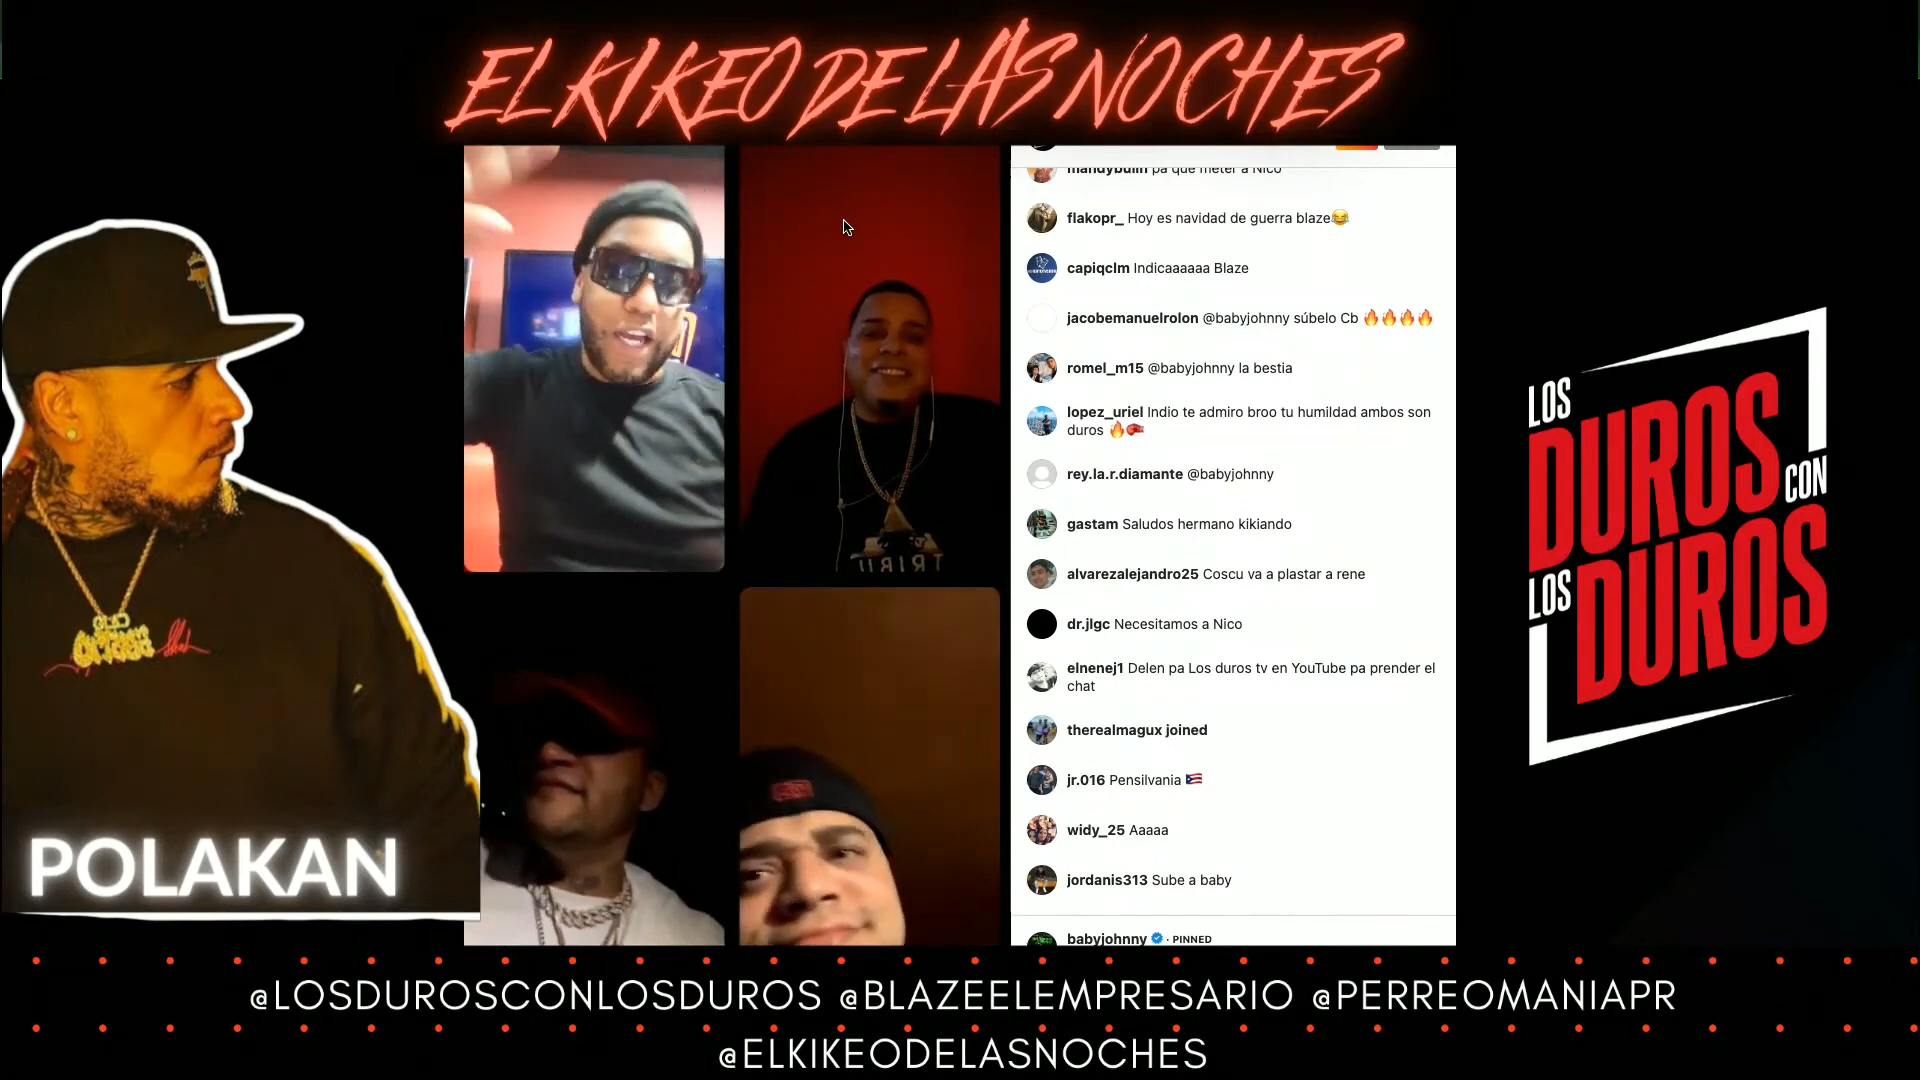 EL KIKEO DE LAS NOCHES
mandybulin pa que meter a Nico
flakopr_ Hoy es navidad de guerra blaze😂
capiqclm Indicaaaaaa Blaze
jacobemanuelrolon @babyjohnny súbelo Cb 🔥🔥🔥🔥
romel_m15 @babyjohnny la bestia
lopez_uriel Indio te admiro broo tu humildad ambos son
duros 🔥🥊
rey.la.r.diamante @babyjohnny
gastam Saludos hermano kikiando
alvarezalejandro25 Coscu va a plastar a rene
dr.jlgc Necesitamos a Nico
elnenej1 Delen pa Los duros tv en YouTube pa prender el
chat
therealmagux joined
jr.016 Pensilvania 🇵🇷
widy_25 Aaaaa
jordanis313 Sube a baby
babyjohnny · PINNED
TRIBU
POLAKAN
LOS
DUROS
CON
LOS
DUROS
@LOSDUROSCONLOSDUROS @BLAZEELEMPRESARIO @PERREOMANIAPR
@ELKIKEODELASNOCHES